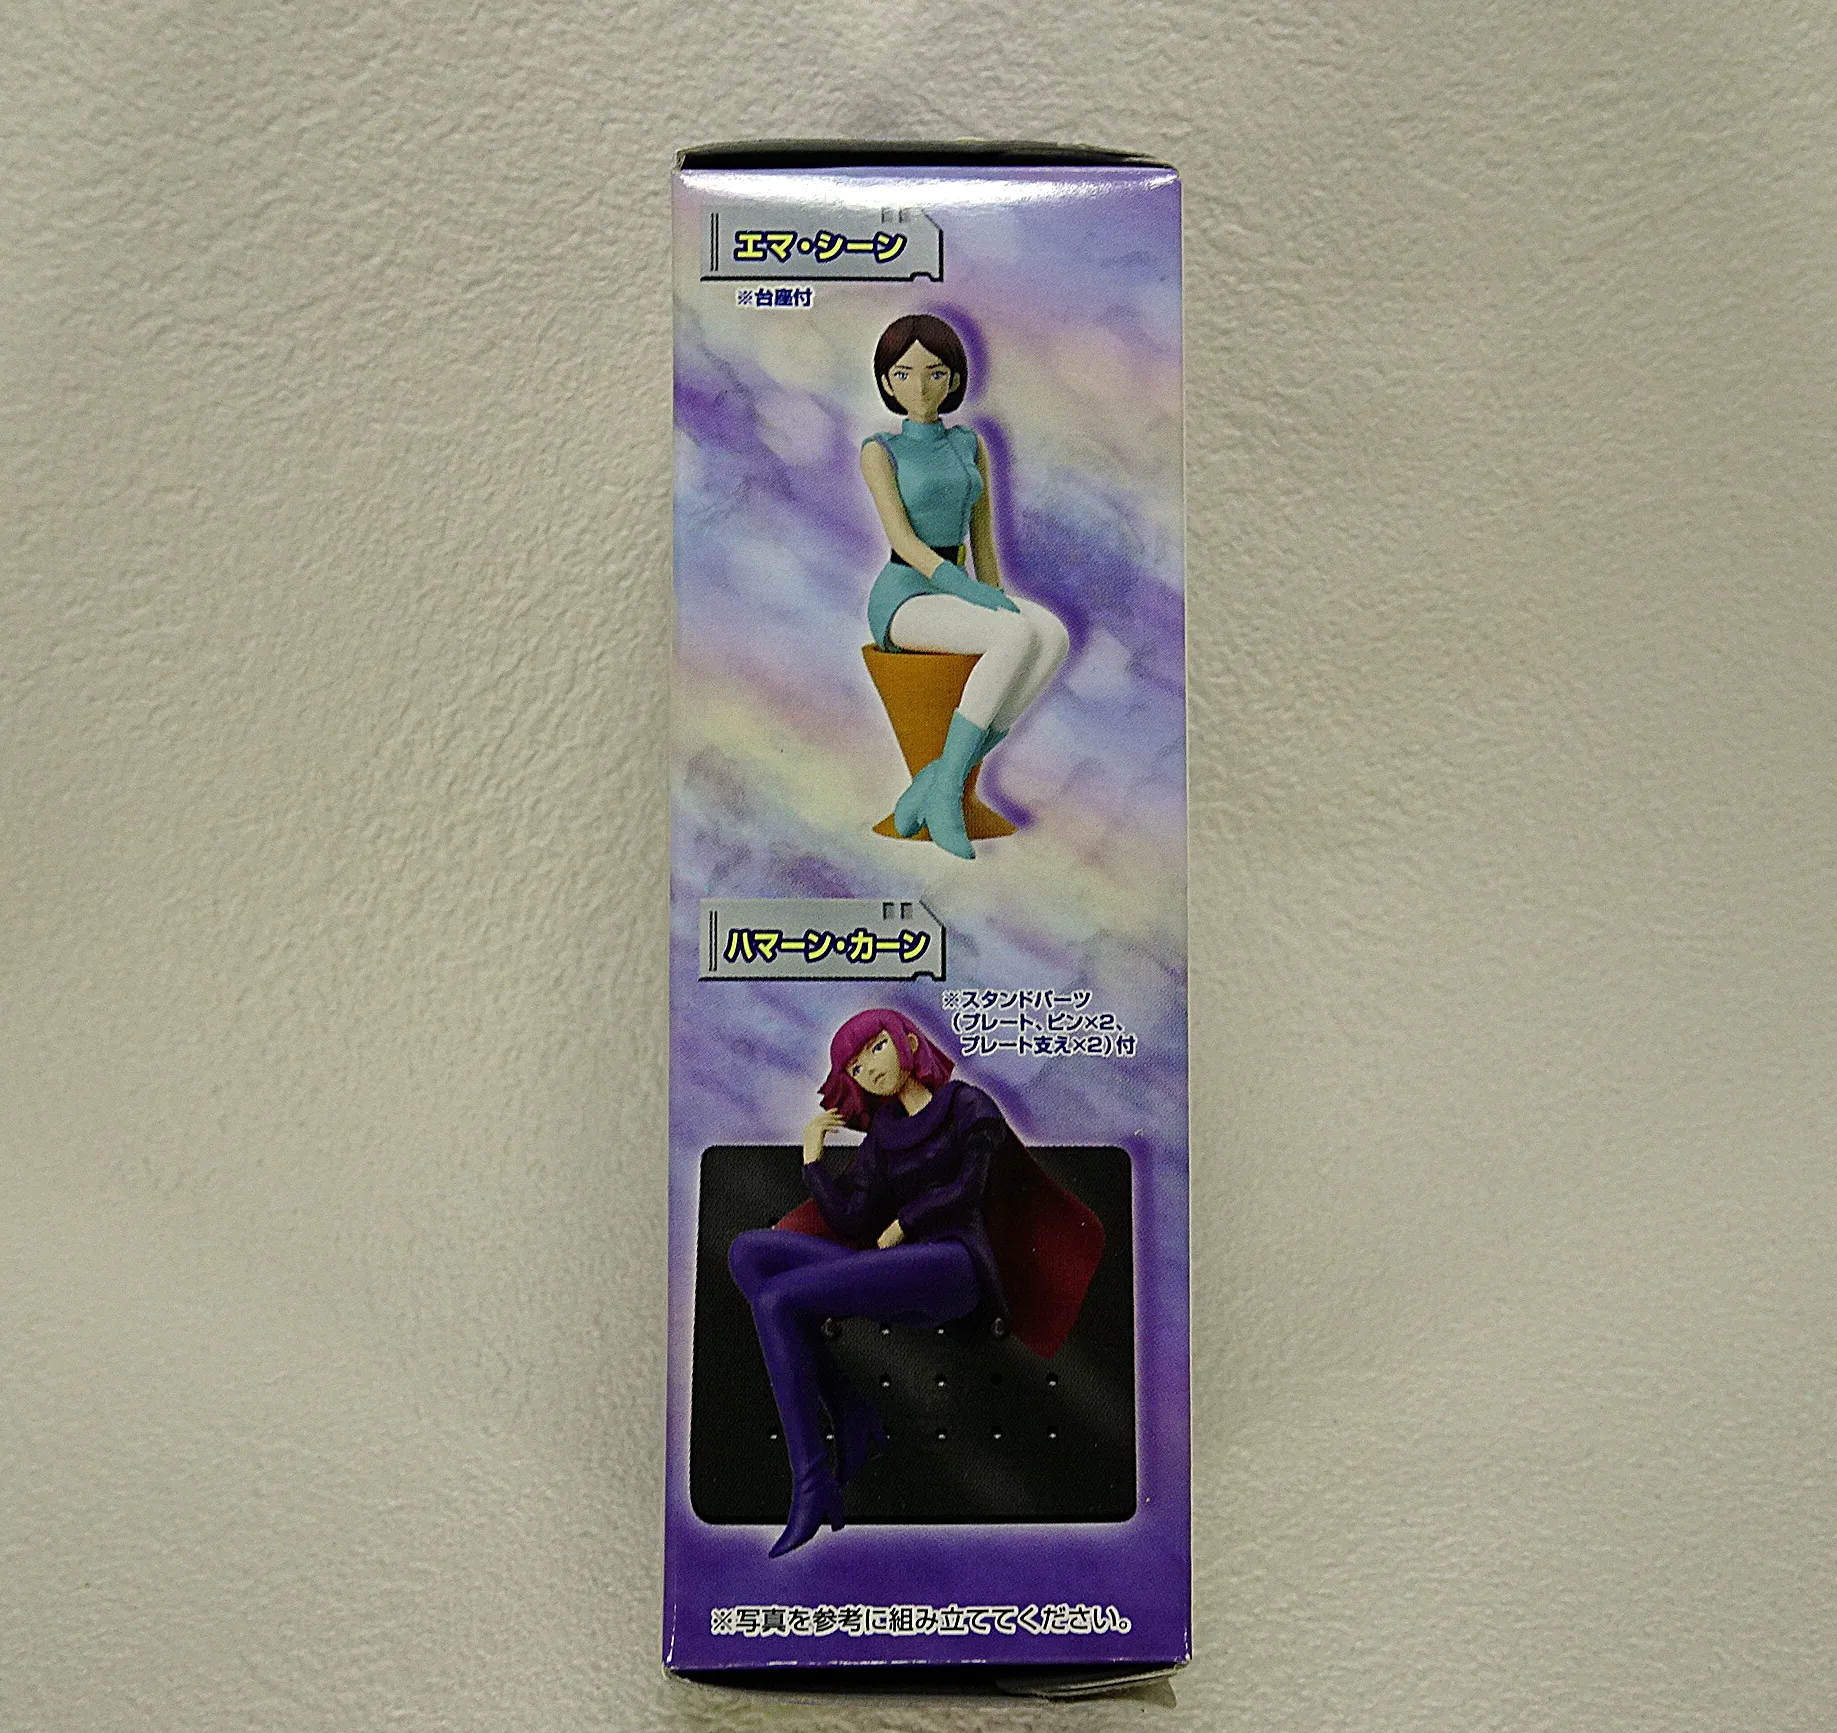 エマ・シーン
※台座付
ハマーン・カーン
※スタンドパーツ
(プレート、ピン×2、
プレート支え×2)付
※写真を参考に組み立ててください。